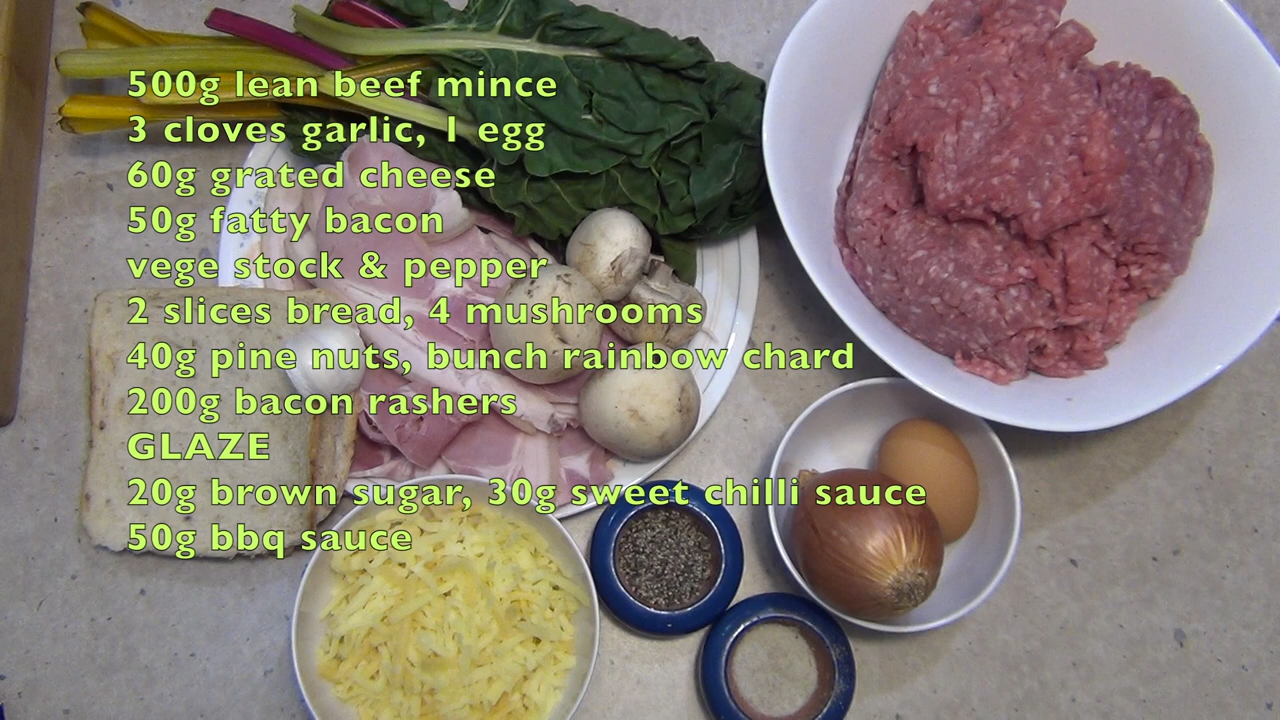 500g lean beef mince
3 cloves garlic, 1 egg
60g grated cheese
50g fatty bacon
vege stock & pepper
2 slices bread, 4 mushrooms
40g pine nuts, bunch rainbow chard
200g bacon rashers
GLAZE
20g brown sugar, 30g sweet chilli sauce
50g bbq sauce